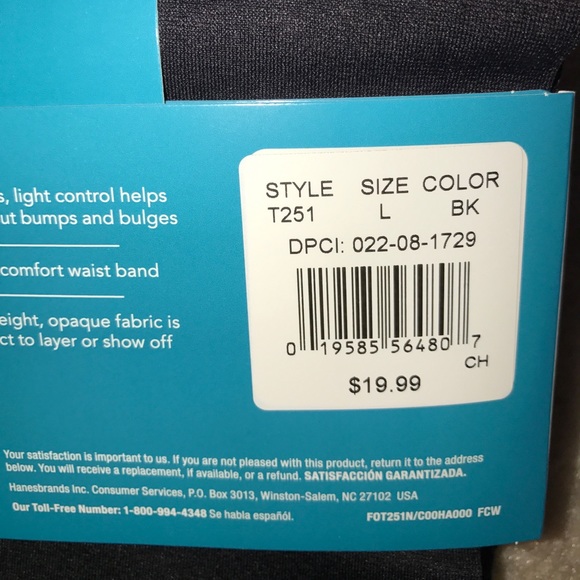 s, light control helps
ut bumps and bulges
comfort waist band
eight, opaque fabric is
ct to layer or show off
STYLE SIZE COLOR
T251 L BK
DPCI: 022-08-1729
0 19585 56480 7
CH
$19.99
Your satisfaction is important to us. If you are not pleased with this product, return it to the address
below. You will receive a replacement, if available, or a refund. SATISFACCIÓN GARANTIZADA.
Hanesbrands Inc. Consumer Services, P.O. Box 3013, Winston-Salem, NC 27102 USA
Our Toll-Free Number: 1-800-994-4348 Se habla españól.
F0T251N/C00HA000 FCW